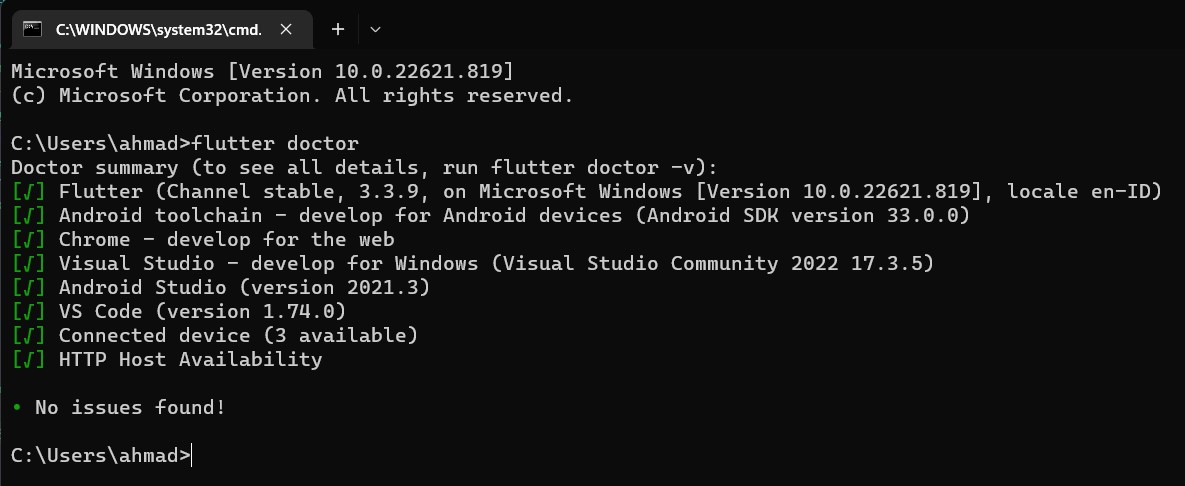 C:\WINDOWS\system32\cmd.
Microsoft Windows [Version 10.0.22621.819]
(c) Microsoft Corporation. All rights reserved.
C:\Users\ahmad>flutter doctor
Doctor summary (to see all details, run flutter doctor -v):
[√] Flutter (Channel stable, 3.3.9, on Microsoft Windows [Version 10.0.22621.819], locale en-ID)
[√] Android toolchain - develop for Android devices (Android SDK version 33.0.0)
[√] Chrome - develop for the web
[√] Visual Studio - develop for Windows (Visual Studio Community 2022 17.3.5)
[√] Android Studio (version 2021.3)
[√] VS Code (version 1.74.0)
[√] Connected device (3 available)
[√] HTTP Host Availability
• No issues found!
C:\Users\ahmad>